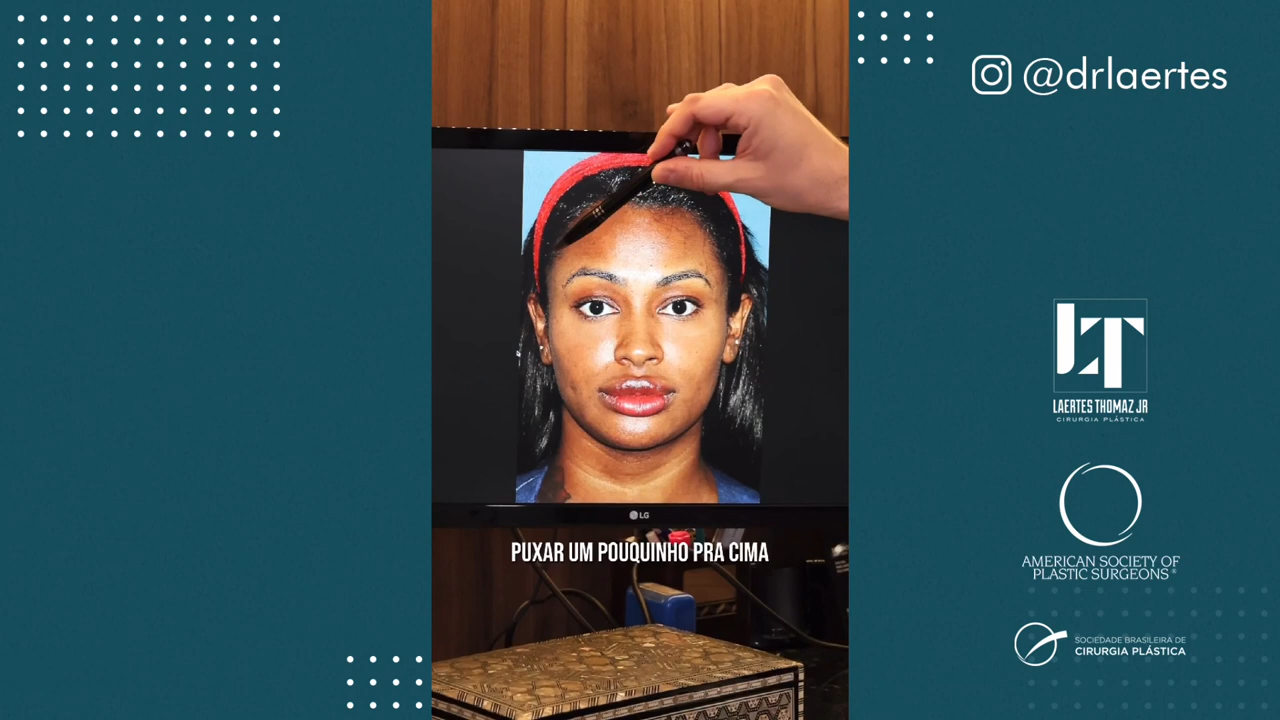 @drlaertes
LT
LAERTES THOMAZ JR
CIRURGIA PLÁSTICA
LG
PUXAR UM POUQUINHO PRA CIMA
AMERICAN SOCIETY OF
PLASTIC SURGEONS®
SOCIEDADE BRASILEIRA DE
CIRURGIA PLÁSTICA